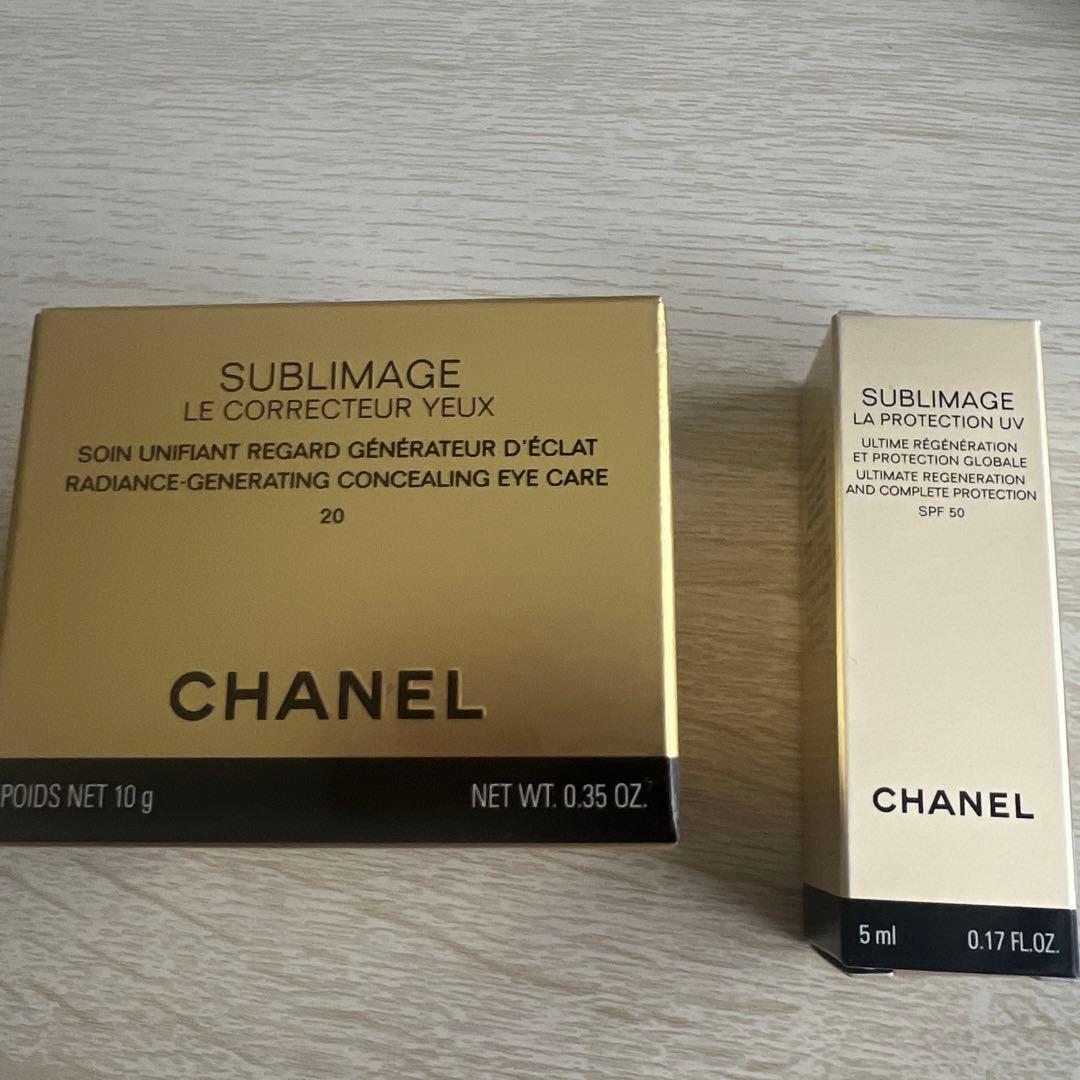 SUBLIMAGE
LE CORRECTEUR YEUX
SOIN UNIFIANT REGARD GÉNÉRATEUR D'ÉCLAT
RADIANCE-GENERATING CONCEALING EYE CARE
20
CHANEL
POIDS NET 10 g
NET WT. 0.35 OZ.
SUBLIMAGE
LA PROTECTION UV
ULTIME RÉGÉNÉRATION
ET PROTECTION GLOBALE
ULTIMATE REGENERATION
AND COMPLETE PROTECTION
SPF 50
CHANEL
5 ml
0.17 FL.OZ.